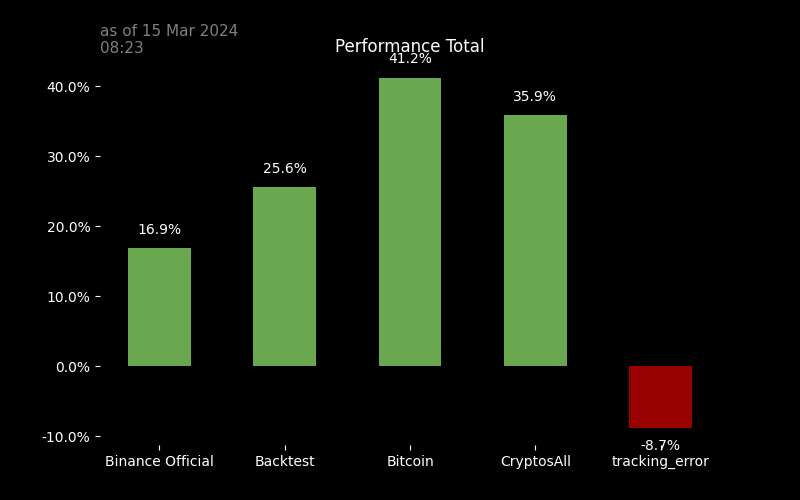 as of 15 Mar 2024
08:23
Performance Total
41.2%
40.0%
35.9%
30.0%
25.6%
20.0%
16.9%
10.0%
0.0%
-10.0%
-8.7%
Binance Official
Backtest
Bitcoin
CryptosAll
tracking_error